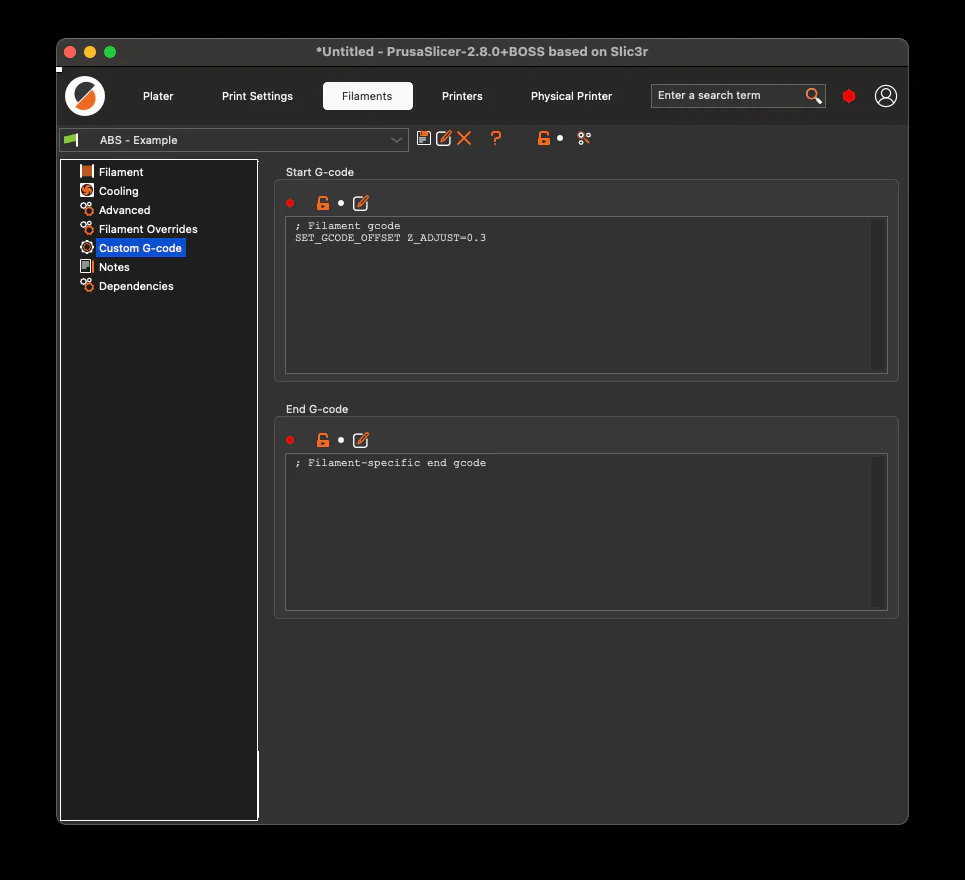 *Untitled - PrusaSlicer-2.8.0+BOSS based on Slic3r
Plater Print Settings Filaments Printers Physical Printer Enter a search term
ABS - Example
Filament
Cooling
Advanced
Filament Overrides
Custom G-code
Notes
Dependencies
Start G-code
; Filament gcode
SET_GCODE_OFFSET Z_ADJUST=0.3
End G-code
; Filament-specific end gcode